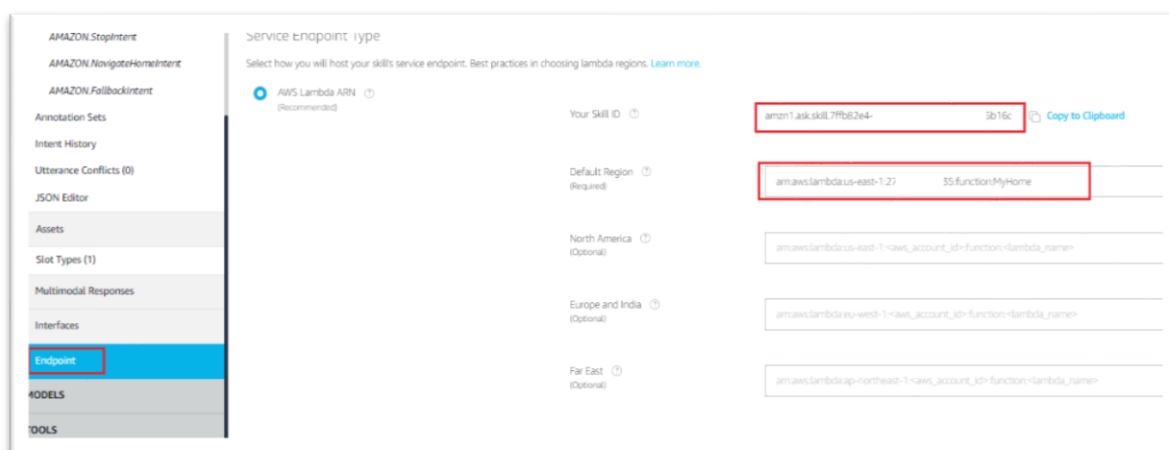 AMAZON.StopIntent
AMAZON.NavigateHomeIntent
AMAZON.FallbackIntent
Annotation Sets
Intent History
Utterance Conflicts (0)
JSON Editor
Assets
Slot Types (1)
Multimodal Responses
Interfaces
Endpoint
MODELS
TOOLS
Service Endpoint Type
Select how you will host your skill's service endpoint. Best practices in choosing lambda regions. Learn more.
AWS Lambda ARN
(Recommended)
Your Skill ID
amzn1.ask.skill.7ffb82e4- 5b16c Copy to Clipboard
Default Region
(Required)
arn:aws:lambda:us-east-1:27 35:function:MyHome
North America
(Optional)
arn:aws:lambda:us-east-1:<aws_account_id>:function:<lambda_name>
Europe and India
(Optional)
arn:aws:lambda:eu-west-1:<aws_account_id>:function:<lambda_name>
Far East
(Optional)
arn:aws:lambda:ap-northeast-1:<aws_account_id>:function:<lambda_name>